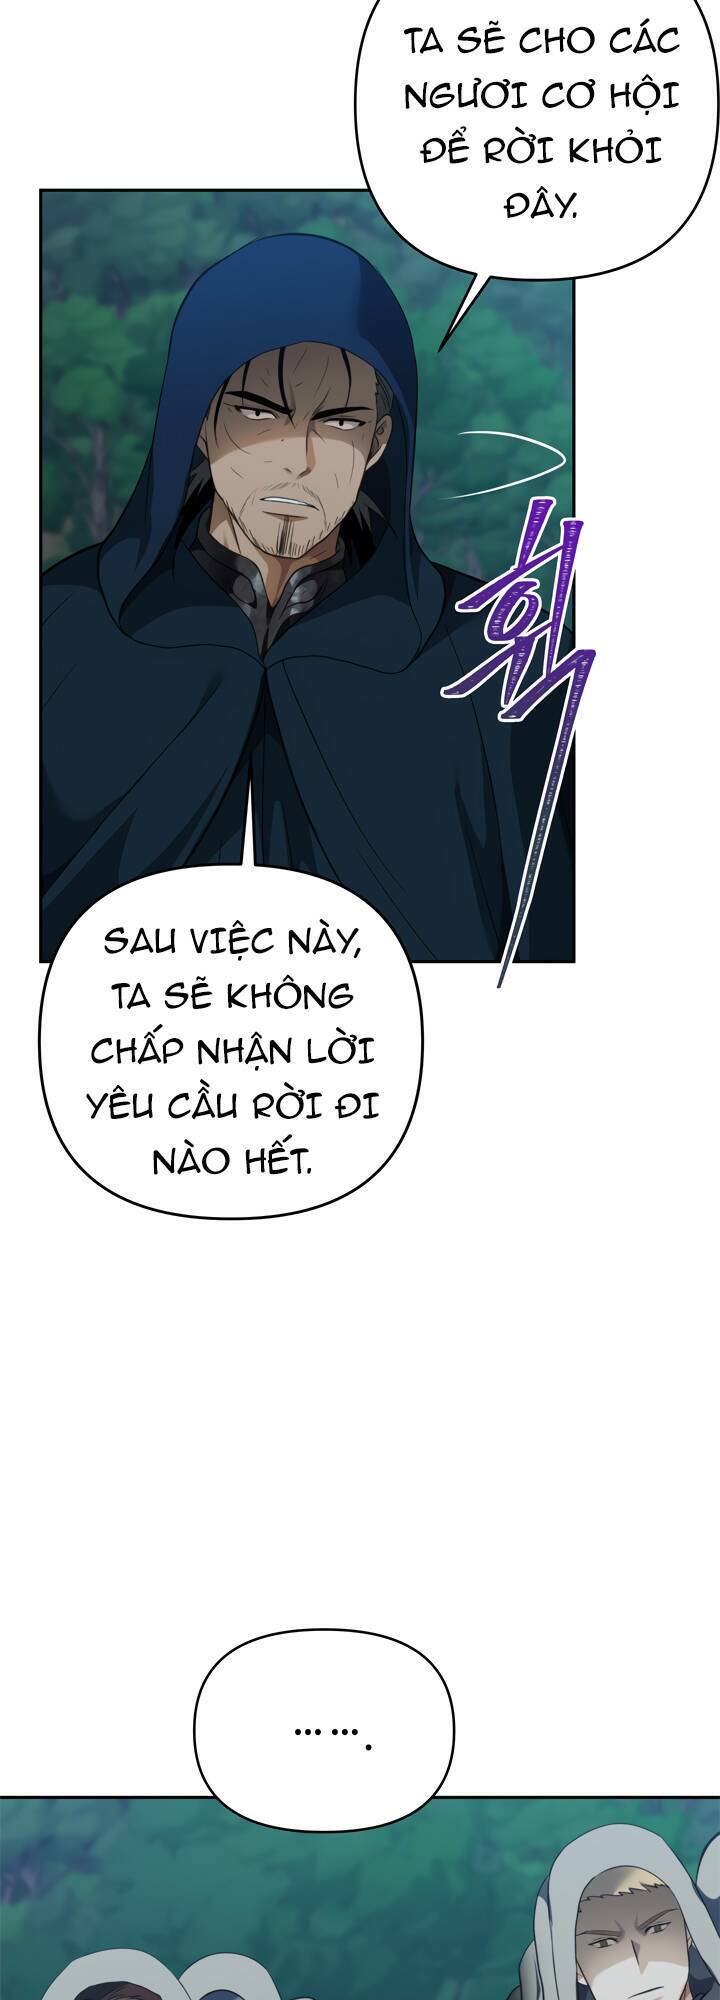 TA SẼ CHO CÁC
NGƯƠI CƠ HỘI
ĐỂ RỜI KHỎI
ĐÂY.
획
SAU VIỆC NÀY,
TA SẼ KHÔNG
CHẤP NHẬN LỜI
YÊU CẦU RỜI ĐI
NÀO HẾT.
... ....